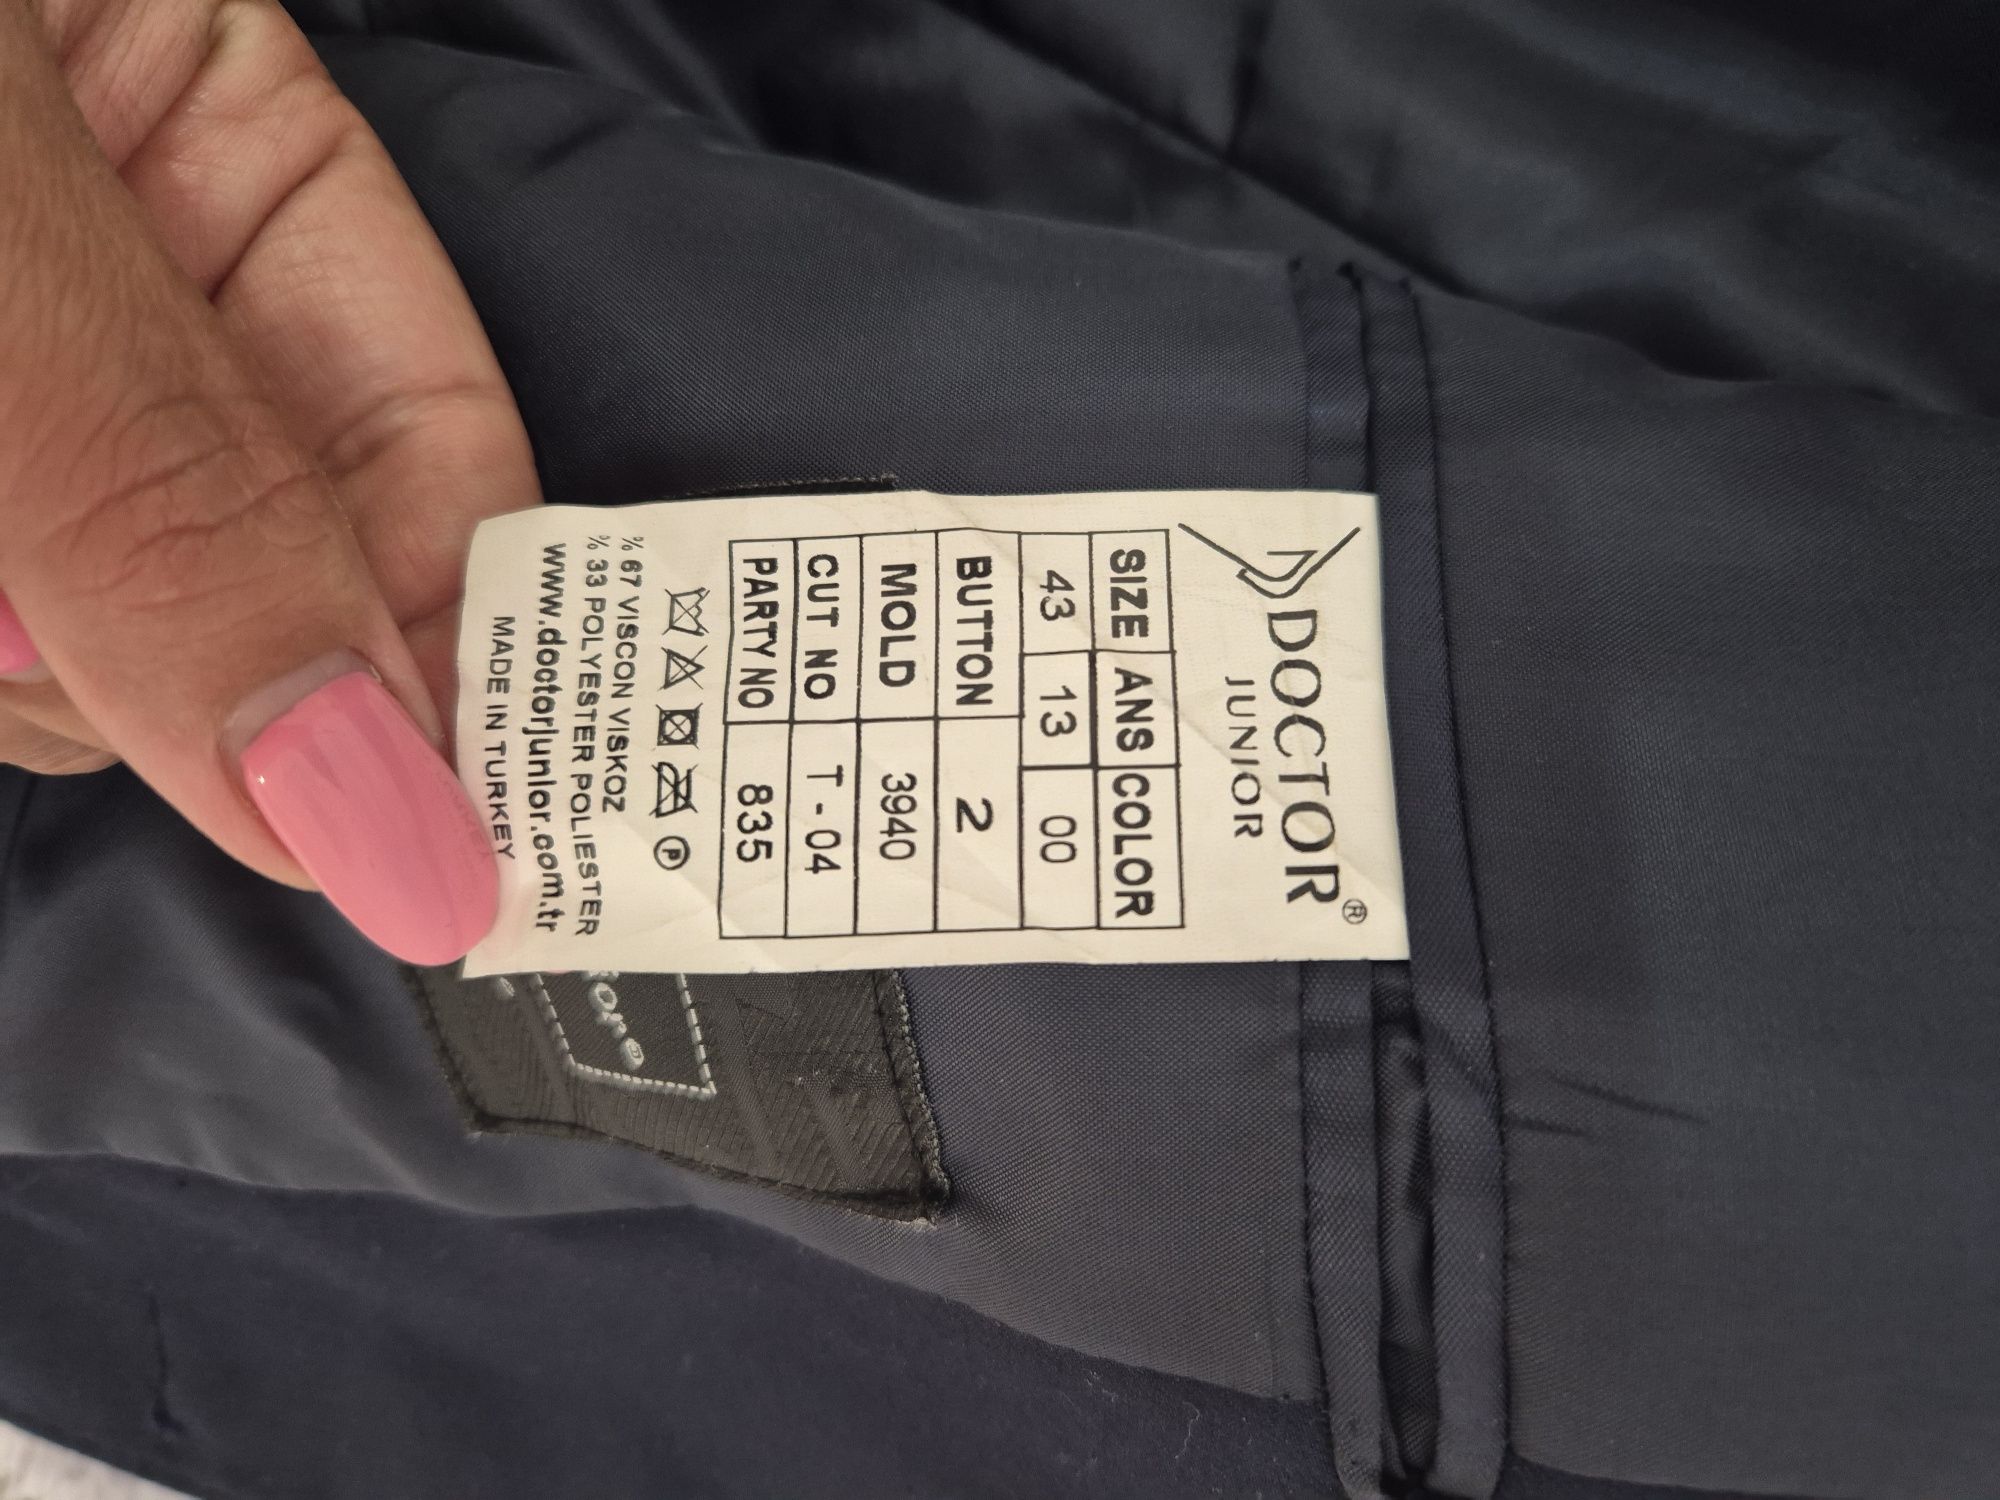 DOCTOR®
JUNIOR
SIZE ANS COLOR
43 13 00
BUTTON 2
MOLD 3940
CUT NO T - 04
PARTY NO 835
P
% 67 VISCON VISKOZ
% 33 POLYESTER POLIESTER
www.doctorjunior.com.tr
MADE IN TURKEY